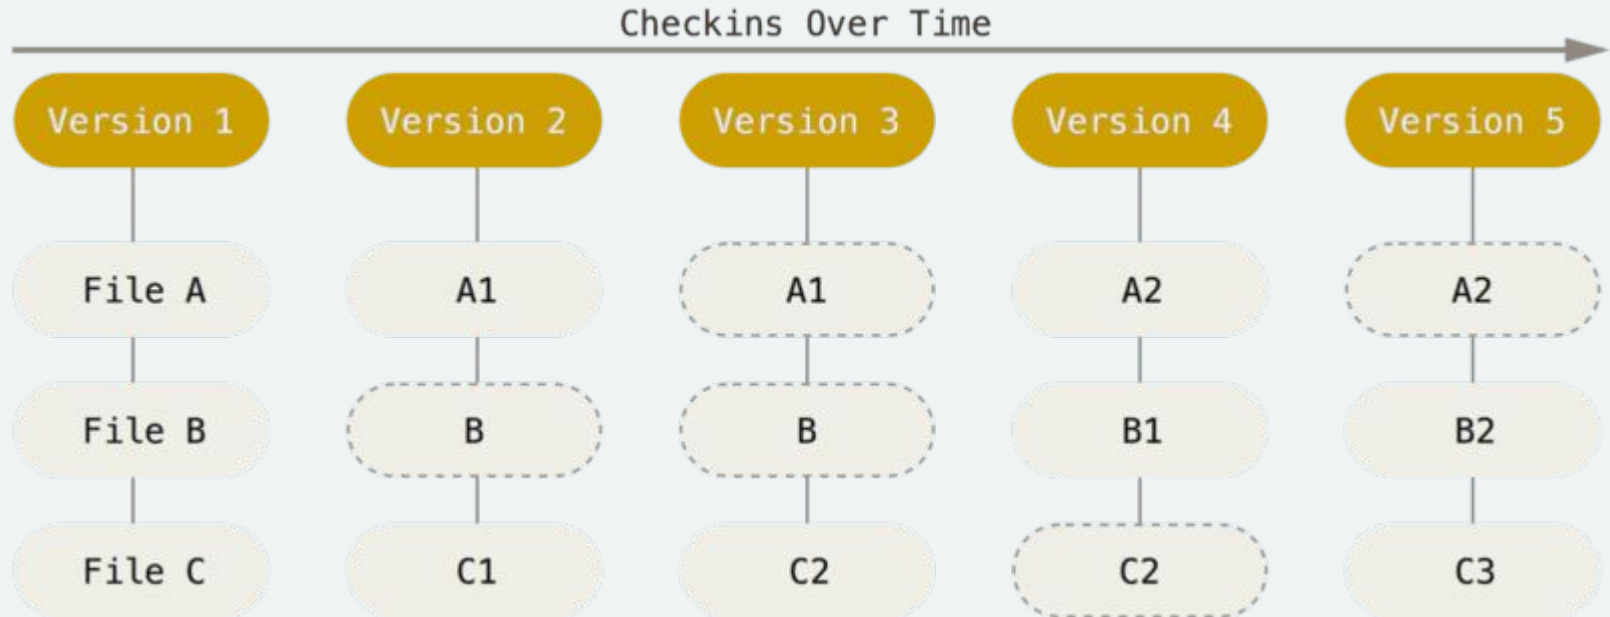 Checkins Over Time
Version 1 Version 2 Version 3 Version 4 Version 5
File A A1 A1 A2 A2
File B B B B1 B2
File C C1 C2 C2 C3